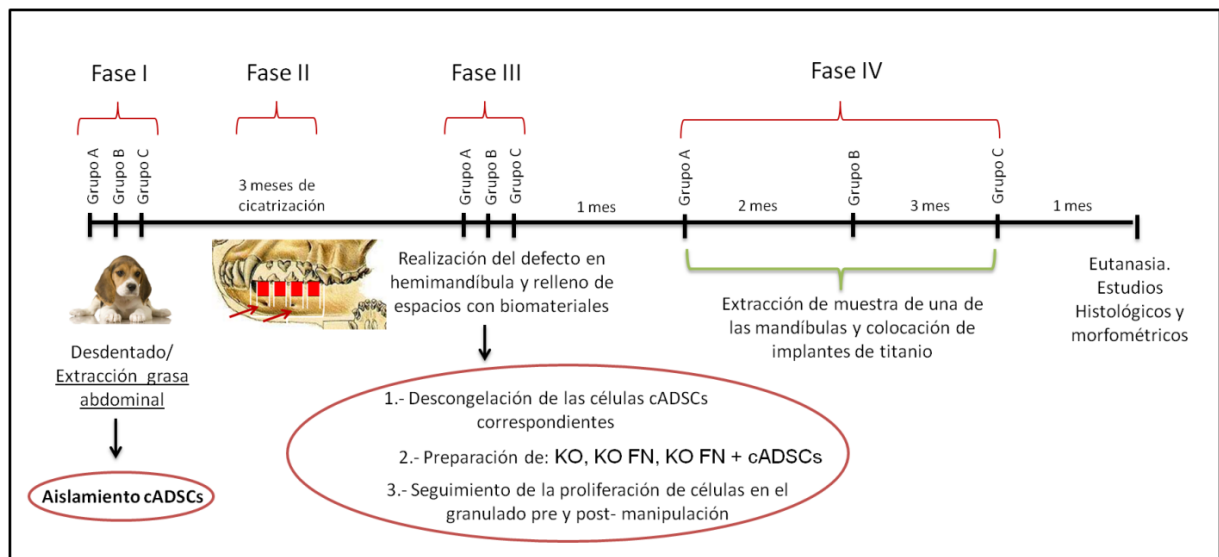 Fase I
Fase II
Fase III
Fase IV
Grupo A
Grupo B
Grupo C
3 meses de
cicatrización
Grupo A
Grupo B
Grupo C
1 mes
Grupo A
2 mes
Grupo B
3 mes
Grupo C
1 mes
Desdentado/
Extracción grasa
abdominal
Aislamiento cADSCs
Realización del defecto en
hemimandíbula y relleno de
espacios con biomateriales
1.- Descongelación de las células cADSCs
correspondientes
2.- Preparación de: KO, KO FN, KO FN + cADSCs
3.- Seguimiento de la proliferación de células en el
granulado pre y post- manipulación
Extracción de muestra de una de
las mandíbulas y colocación de
implantes de titanio
Eutanasia.
Estudios
Histológicos y
morfométricos